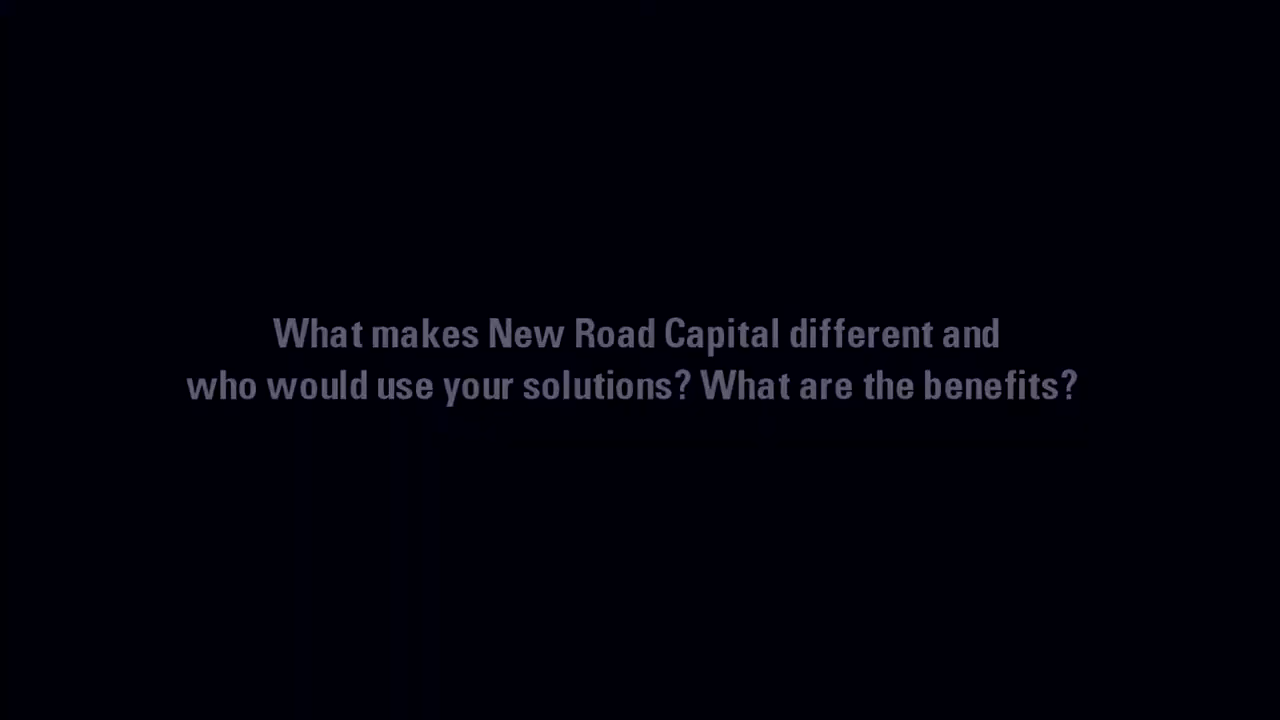 What makes New Road Capital different and
who would use your solutions? What are the benefits?